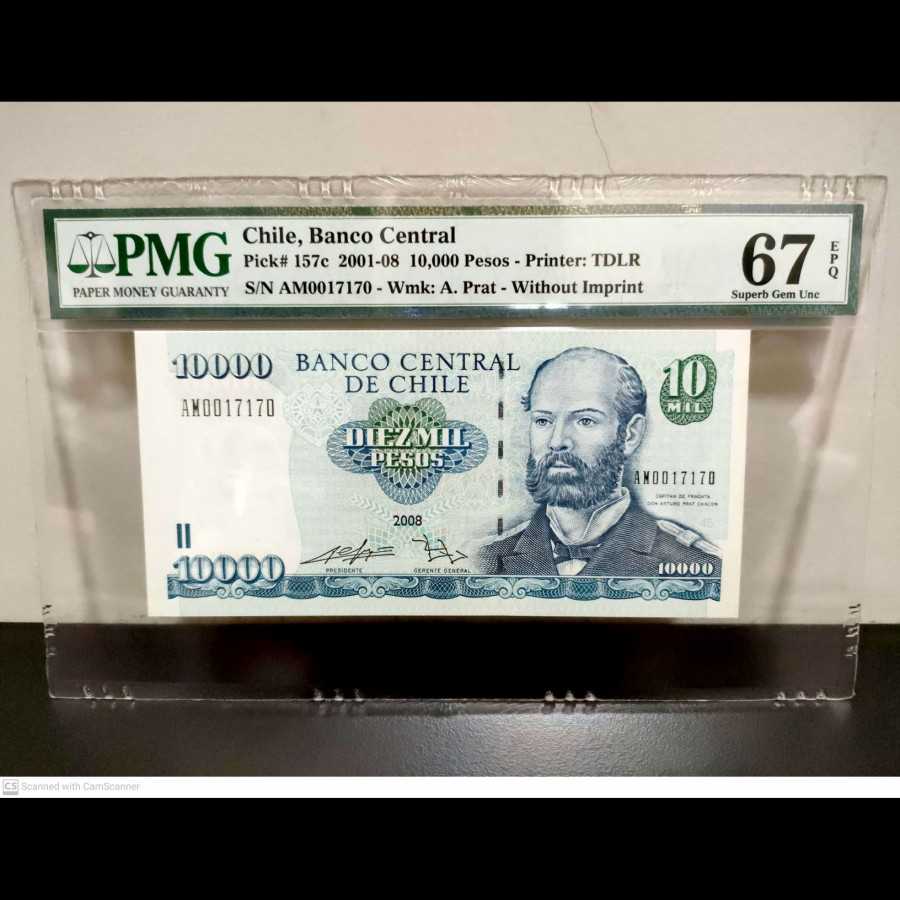 PMG
PAPER MONEY GUARANTY
Chile, Banco Central
Pick# 157c 2001-08 10,000 Pesos - Printer: TDLR
S/N AM0017170 - Wmk: A. Prat - Without Imprint
67 EPQ
Superb Gem Unc
10000 BANCO CENTRAL
DE CHILE
10
MIL
AM0017170
DIEZ MIL
PESOS
AM0017170
CAPITAN DE FRAGATA
DON ARTURO PRAT CHACON
2008
45
PRESIDENTE GERENTE GENERAL
10000
10000
CS Scanned with CamScanner